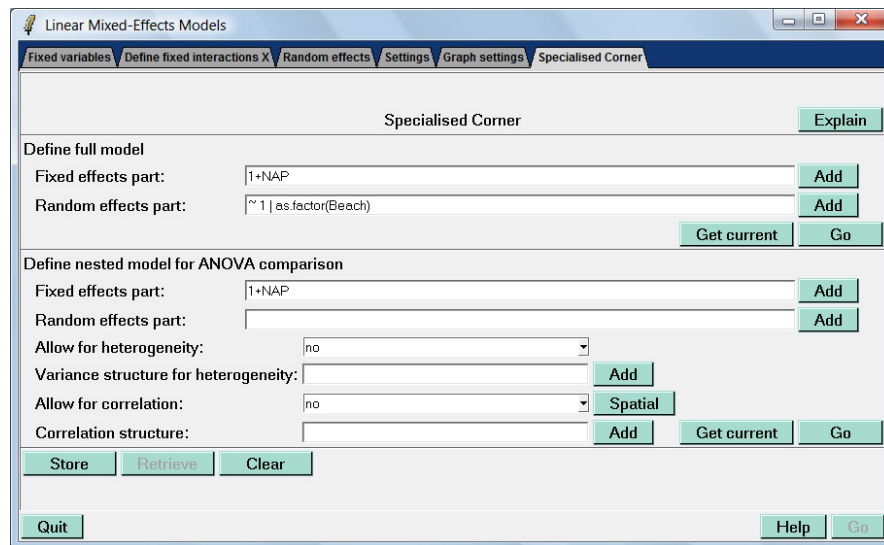 Linear Mixed-Effects Models
Fixed variables Define fixed interactions X Random effects Settings Graph settings Specialised Corner
Specialised Corner Explain
Define full model
Fixed effects part: 1+NAP Add
Random effects part: ~ 1 | as.factor(Beach) Add
Get current Go
Define nested model for ANOVA comparison
Fixed effects part: 1+NAP Add
Random effects part: Add
Allow for heterogeneity: no
Variance structure for heterogeneity: Add
Allow for correlation: no Spatial
Correlation structure: Add Get current Go
Store Retrieve Clear
Quit Help Go